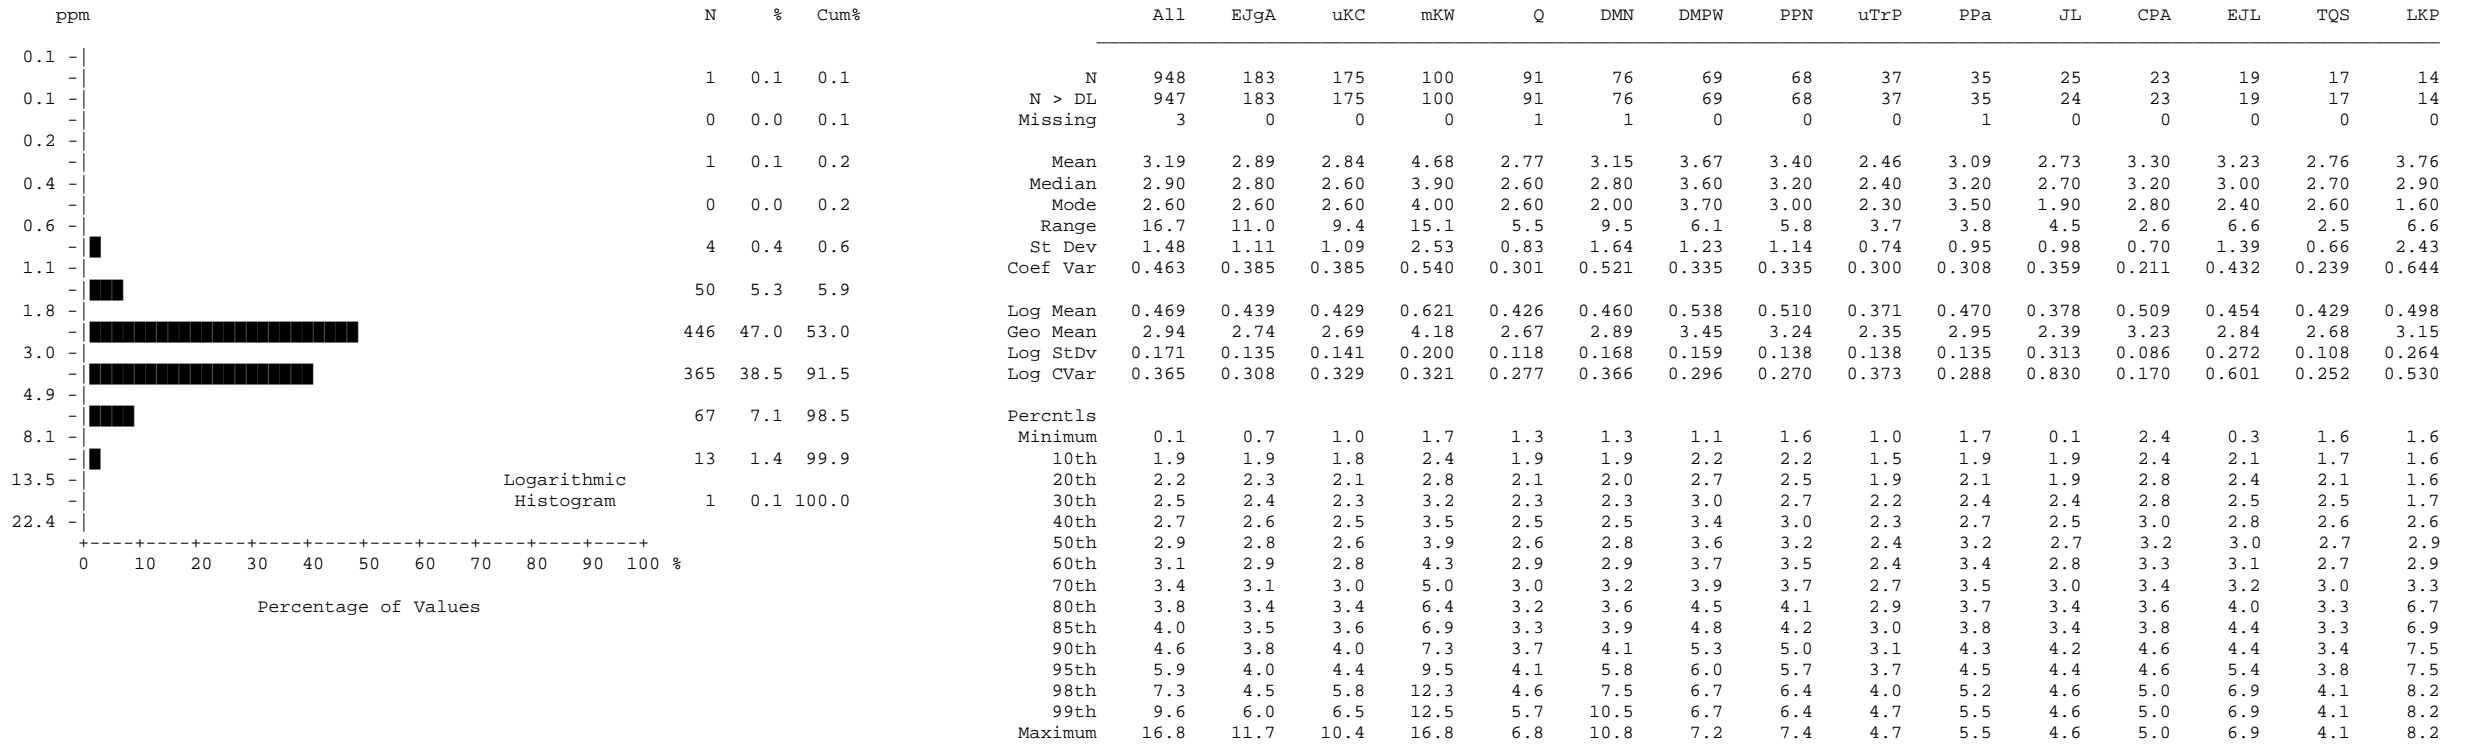 ppm N % Cum% All EJgA uKC mKW Q DMN DMPW PPN uTrP PPa JL CPA EJL TQS LKP
0.1
1 0.1 0.1 N 948 183 175 100 91 76 69 68 37 35 25 23 19 17 14
0.1 N > DL 947 183 175 100 91 76 69 68 37 35 24 23 19 17 14
0 0.0 0.1 Missing 3 0 0 0 1 1 0 0 0 1 0 0 0 0 0
0.2
1 0.1 0.2 Mean 3.19 2.89 2.84 4.68 2.77 3.15 3.67 3.40 2.46 3.09 2.73 3.30 3.23 2.76 3.76
0.4 Median 2.90 2.80 2.60 3.90 2.60 2.80 3.60 3.20 2.40 3.20 2.70 3.20 3.00 2.70 2.90
0 0.0 0.2 Mode 2.60 2.60 2.60 4.00 2.60 2.00 3.70 3.00 2.30 3.50 1.90 2.80 2.40 2.60 1.60
0.6 Range 16.7 11.0 9.4 15.1 5.5 9.5 6.1 5.8 3.7 3.8 4.5 2.6 6.6 2.5 6.6
4 0.4 0.6 St Dev 1.48 1.11 1.09 2.53 0.83 1.64 1.23 1.14 0.74 0.95 0.98 0.70 1.39 0.66 2.43
1.1 Coef Var 0.463 0.385 0.385 0.540 0.301 0.521 0.335 0.335 0.300 0.308 0.359 0.211 0.432 0.239 0.644
50 5.3 5.9
1.8 Log Mean 0.469 0.439 0.429 0.621 0.426 0.460 0.538 0.510 0.371 0.470 0.378 0.509 0.454 0.429 0.498
446 47.0 53.0 Geo Mean 2.94 2.74 2.69 4.18 2.67 2.89 3.45 3.24 2.35 2.95 2.39 3.23 2.84 2.68 3.15
3.0 Log StDv 0.171 0.135 0.141 0.200 0.118 0.168 0.159 0.138 0.138 0.135 0.313 0.086 0.272 0.108 0.264
365 38.5 91.5 Log CVar 0.365 0.308 0.329 0.321 0.277 0.366 0.296 0.270 0.373 0.288 0.830 0.170 0.601 0.252 0.530
4.9
67 7.1 98.5 Percntls
8.1 Minimum 0.1 0.7 1.0 1.7 1.3 1.3 1.1 1.6 1.0 1.7 0.1 2.4 0.3 1.6 1.6
13 1.4 99.9 10th 1.9 1.9 1.8 2.4 1.9 1.9 2.2 2.2 1.5 1.9 1.9 2.4 2.1 1.7 1.6
13.5 Logarithmic 20th 2.2 2.3 2.1 2.8 2.1 2.0 2.7 2.5 1.9 2.1 1.9 2.8 2.4 2.1 1.6
Histogram 1 0.1 100.0 30th 2.5 2.4 2.3 3.2 2.3 2.3 3.0 2.7 2.2 2.4 2.4 2.8 2.5 2.5 1.7
22.4 40th 2.7 2.6 2.5 3.5 2.5 2.5 3.4 3.0 2.3 2.7 2.5 3.0 2.8 2.6 2.6
50th 2.9 2.8 2.6 3.9 2.6 2.8 3.6 3.2 2.4 3.2 2.7 3.2 3.0 2.7 2.9
0 10 20 30 40 50 60 70 80 90 100 % 60th 3.1 2.9 2.8 4.3 2.9 2.9 3.7 3.5 2.4 3.4 2.8 3.3 3.1 2.7 2.9
70th 3.4 3.1 3.0 5.0 3.0 3.2 3.9 3.7 2.7 3.5 3.0 3.4 3.2 3.0 3.3
Percentage of Values 80th 3.8 3.4 3.4 6.4 3.2 3.6 4.5 4.1 2.9 3.7 3.4 3.6 4.0 3.3 6.7
85th 4.0 3.5 3.6 6.9 3.3 3.9 4.8 4.2 3.0 3.8 3.4 3.8 4.4 3.3 6.9
90th 4.6 3.8 4.0 7.3 3.7 4.1 5.3 5.0 3.1 4.3 4.2 4.6 4.4 3.4 7.5
95th 5.9 4.0 4.4 9.5 4.1 5.8 6.0 5.7 3.7 4.5 4.4 4.6 5.4 3.8 7.5
98th 7.3 4.5 5.8 12.3 4.6 7.5 6.7 6.4 4.0 5.2 4.6 5.0 6.9 4.1 8.2
99th 9.6 6.0 6.5 12.5 5.7 10.5 6.7 6.4 4.7 5.5 4.6 5.0 6.9 4.1 8.2
Maximum 16.8 11.7 10.4 16.8 6.8 10.8 7.2 7.4 4.7 5.5 4.6 5.0 6.9 4.1 8.2